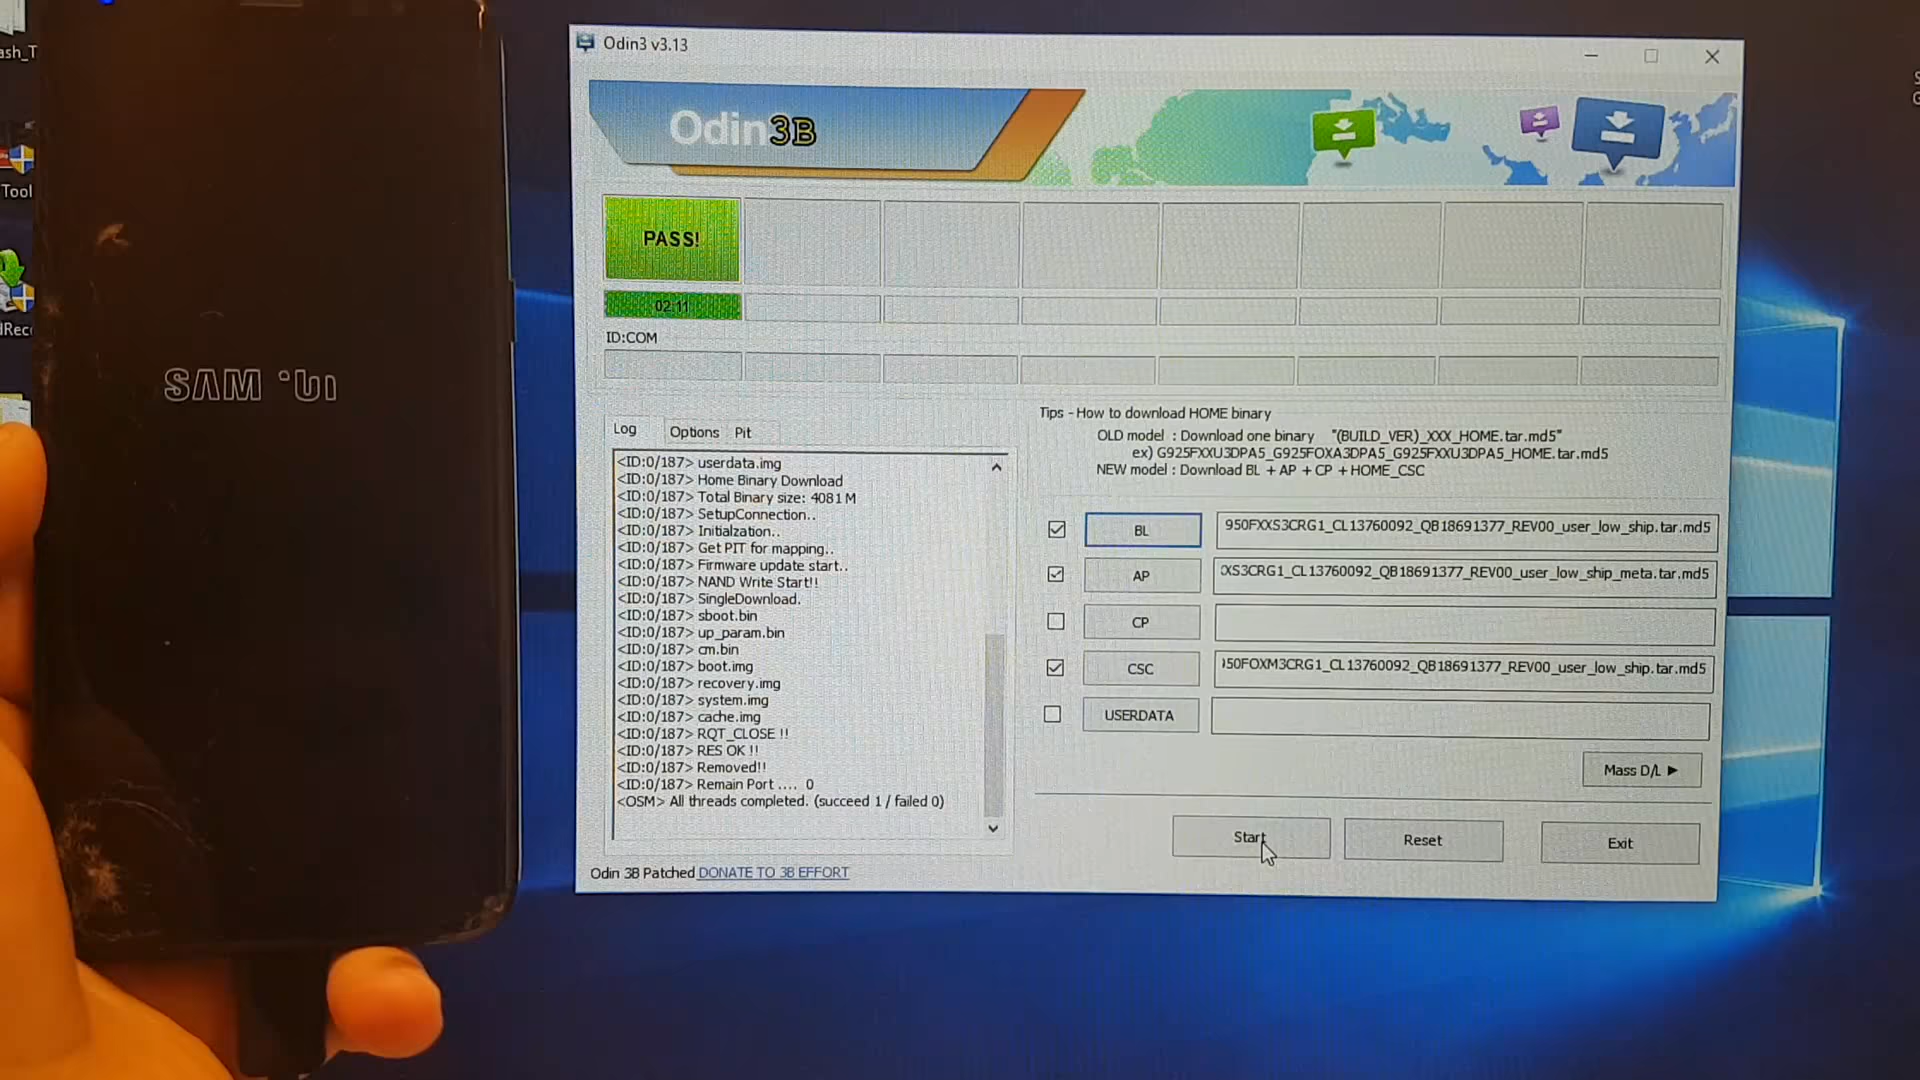 ash_T
Tool
dRec
SAM
Odin3 v3.13
Odin3B
PASS!
02:11
ID:COM
Log
Options
Pit
<ID:0/187> userdata.img
<ID:0/187> Home Binary Download
<ID:0/187> Total Binary size: 4081 M
<ID:0/187> SetupConnection..
<ID:0/187> Initialzation..
<ID:0/187> Get PIT for mapping..
<ID:0/187> Firmware update start..
<ID:0/187> NAND Write Start!!
<ID:0/187> SingleDownload.
<ID:0/187> sboot.bin
<ID:0/187> up_param.bin
<ID:0/187> cm.bin
<ID:0/187> boot.img
<ID:0/187> recovery.img
<ID:0/187> system.img
<ID:0/187> cache.img
<ID:0/187> RQT_CLOSE !!
<ID:0/187> RES OK !!
<ID:0/187> Removed!!
<ID:0/187> Remain Port .... 0
<OSM> All threads completed. (succeed 1 / failed 0)
Odin 3B Patched DONATE TO 3B EFFORT
Tips - How to download HOME binary
OLD model : Download one binary "(BUILD_VER)_XXX_HOME.tar.md5"
ex) G925FXXU3DPA5_G925FOXA3DPA5_G925FXXU3DPA5_HOME.tar.md5
NEW model : Download BL + AP + CP + HOME_CSC
BL 950FXXS3CRG1_CL13760092_QB18691377_REV00_user_low_ship.tar.md5
AP XS3CRG1_CL13760092_QB18691377_REV00_user_low_ship_meta.tar.md5
CP
CSC 50FOXM3CRG1_CL13760092_QB18691377_REV00_user_low_ship.tar.md5
USERDATA
Mass D/L ►
Start
Reset
Exit